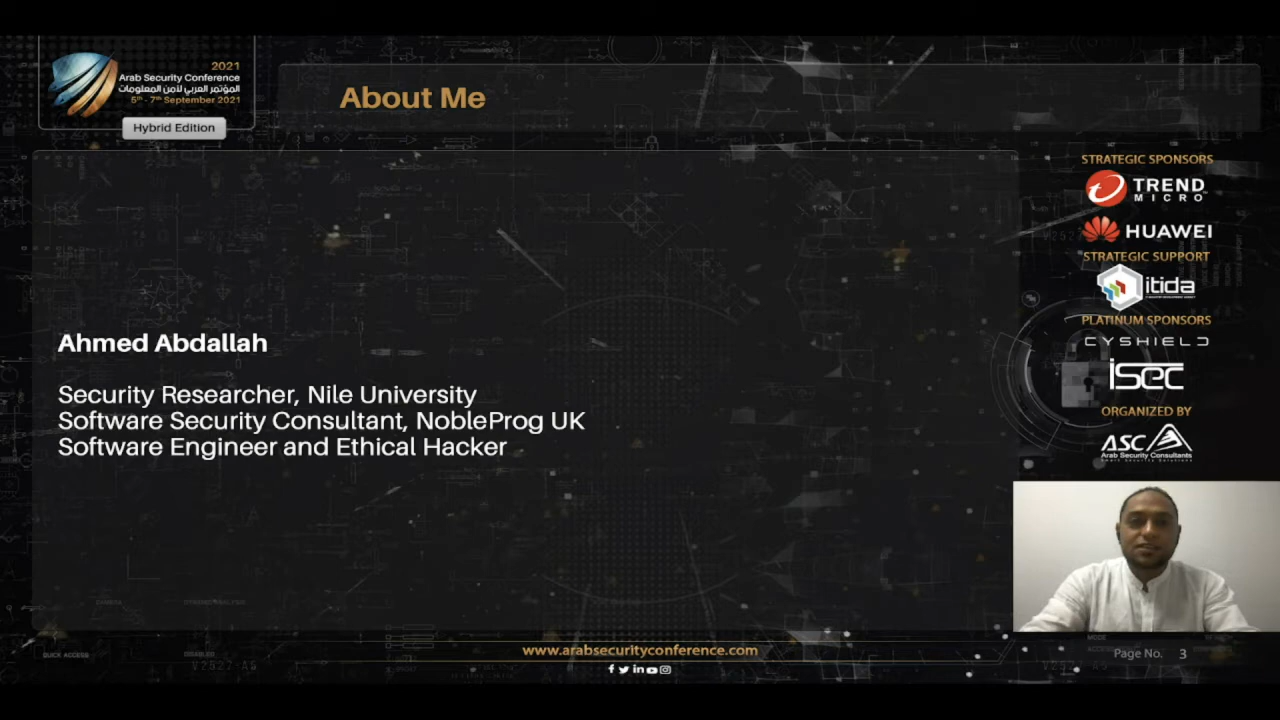 2021
Arab Security Conference
المؤتمر العربي لأمن المعلومات
5th - 7th September 2021
Hybrid Edition
About Me
Ahmed Abdallah
Security Researcher, Nile University
Software Security Consultant, NobleProg UK
Software Engineer and Ethical Hacker
STRATEGIC SPONSORS
TREND
MICRO
HUAWEI
STRATEGIC SUPPORT
itida
PLATINUM SPONSORS
CYSHIELD
isec
ORGANIZED BY
ASC
Arab Security Consultants
www.arabsecurityconference.com
QUICK ACCESS
Page No. 3